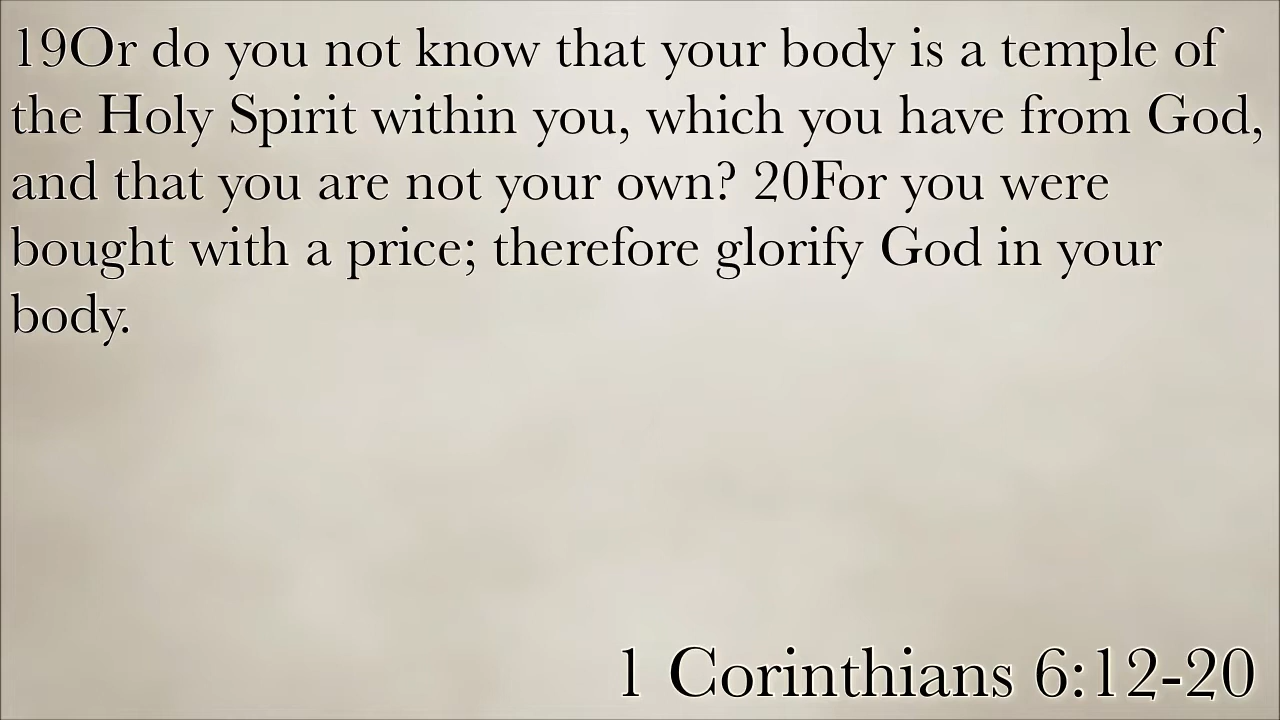 19Or do you not know that your body is a temple of
the Holy Spirit within you, which you have from God,
and that you are not your own? 20For you were
bought with a price; therefore glorify God in your
body.
1 Corinthians 6:12-20